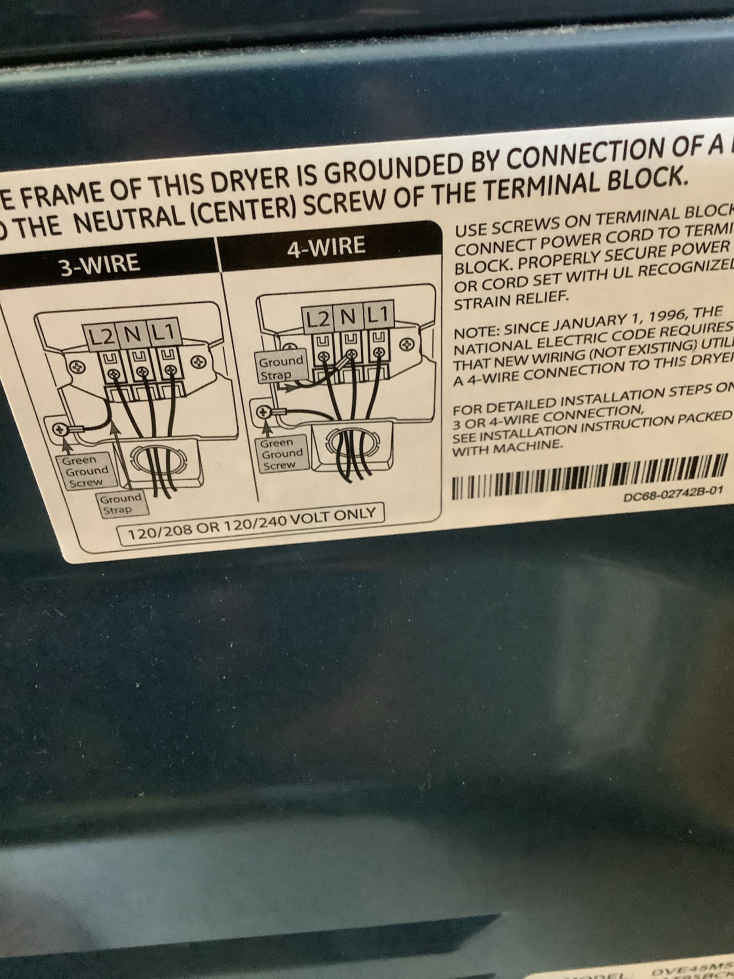 FRAME OF THIS DRYER IS GROUNDED BY CONNECTION OF A
THE NEUTRAL (CENTER) SCREW OF THE TERMINAL BLOCK.
3-WIRE
L2 N L1
Green
Ground
Screw
Ground
Strap
4-WIRE
L2 N L1
Ground
Strap
Green
Ground
Screw
120/208 OR 120/240 VOLT ONLY
USE SCREWS ON TERMINAL BLOCK
CONNECT POWER CORD TO TERMI
BLOCK. PROPERLY SECURE POWER
OR CORD SET WITH UL RECOGNIZED
STRAIN RELIEF.
NOTE: SINCE JANUARY 1, 1996, THE
NATIONAL ELECTRIC CODE REQUIRES
THAT NEW WIRING (NOT EXISTING) UTIL
A 4-WIRE CONNECTION TO THIS DRYER
FOR DETAILED INSTALLATION STEPS ON
3 OR 4-WIRE CONNECTION,
SEE INSTALLATION INSTRUCTION PACKED
WITH MACHINE.
DC68-02742B-01